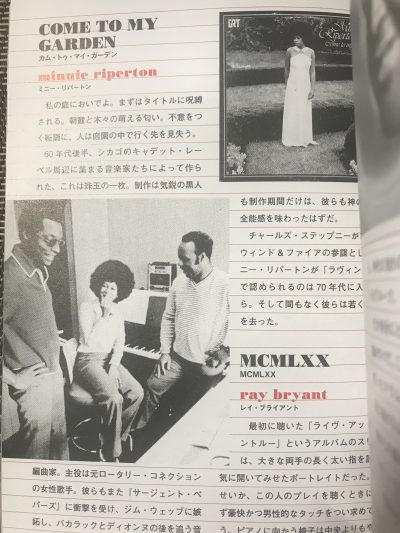 COME TO MY
GARDEN
カム・トゥ・マイ・ガーデン
minnie riperton
ミニー・リパートン
私の庭においでよ。まずはタイトルに呪縛
される。朝露と木々の萌える匂い。不意をつ
く転調に、人は庭園の中で行く先を見失う。
60年代後半、シカゴのキャデット・レー
ベル周辺に集まる音楽家たちによって作ら
れた、これは珠玉の一枚。制作は気鋭の黒人
GRT
編曲家。主役は元ロータリー・コネクション
の女性歌手。彼らもまた「サージェント・ペ
パーズ」に衝撃を受け、ジム・ウェッブに嫉
妬し、バカラックとディオンヌの後を追う音
も制作期間だけは、彼らも神の
全能感を味わったはずだ。
チャールズ・ステップニーが
ウィンド＆ファイアの参謀とし
ニー・リパートンが「ラヴィン
で認められるのは70年代に入
ら。そして間もなく彼らは若く
を去った。
MCMLXX
MCMLXX
ray bryant
レイ・ブライアント
最初に聴いた「ライヴ・アッ
ントルー」というアルバムのス
は、大きな両手の長く太い指を
気に開いてみせたポートレイトだった。
せいか、この人のプレイを聴くときに
ず豪快かつ男性的なタッチをつい求めて
う。ピアノに向かう椅子は中央よりもや